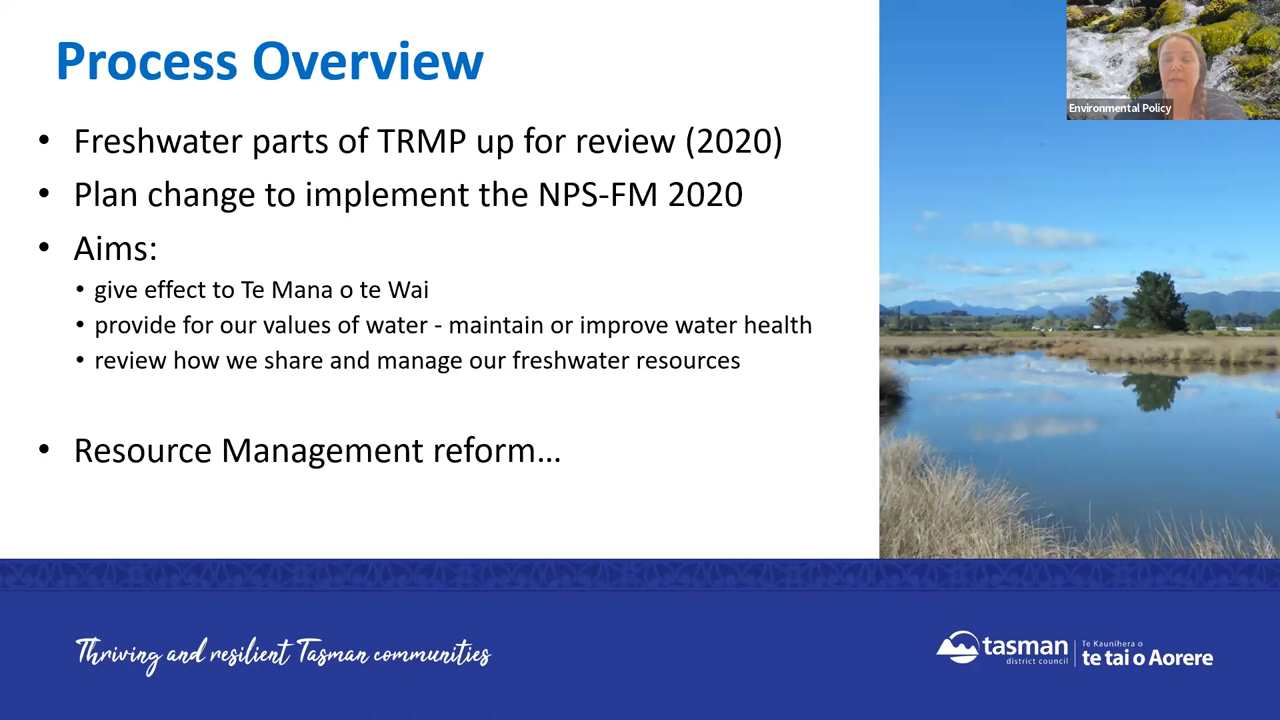 Process Overview
• Freshwater parts of TRMP up for review (2020)
• Plan change to implement the NPS-FM 2020
• Aims:
• give effect to Te Mana o te Wai
• provide for our values of water - maintain or improve water health
• review how we share and manage our freshwater resources
• Resource Management reform…
Environmental Policy
Thriving and resilient Tasman communities
tasman
district council
Te Kaunihera o
te tai o Aorere